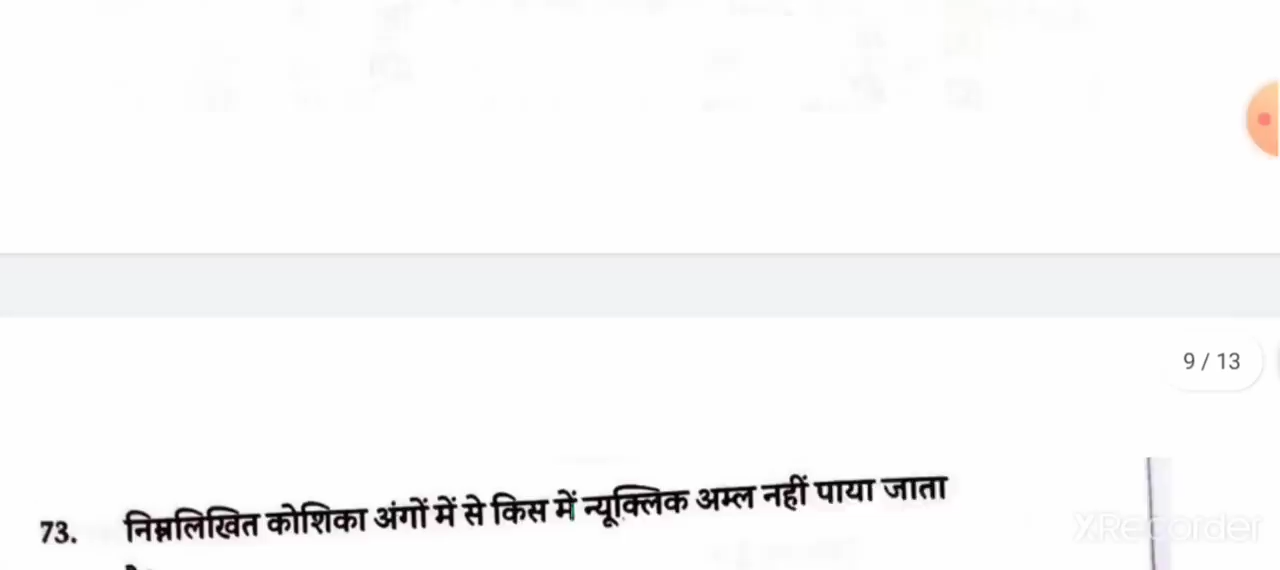 9 / 13
73. निम्नलिखित कोशिका अंगों में से किस में न्यूक्लिक अम्ल नहीं पाया जाता
XRecorder